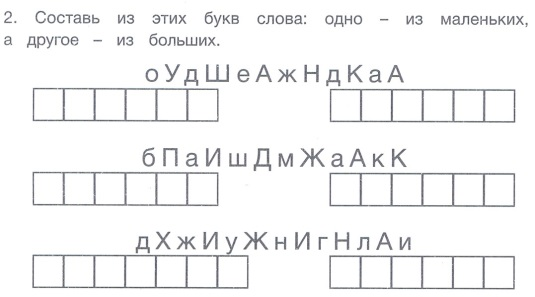 2. Составь из этих букв слова: одно – из маленьких,
а другое – из больших.
оУдШеАжНдКаА
бПаИшДмЖаАкК
дХжИуЖнИгНлАи